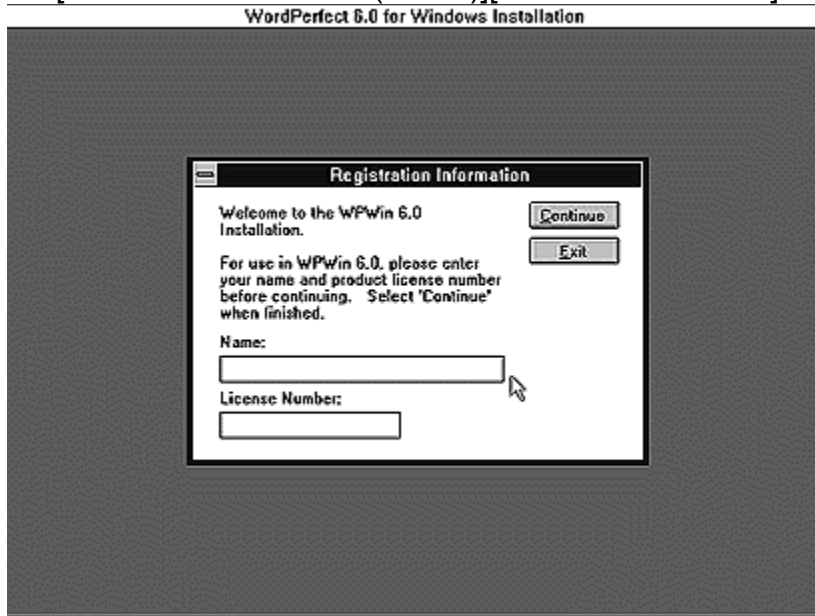 WordPerfect 6.0 for Windows Installation
Registration Information
Welcome to the WPWin 6.0
Installation.
Continue
Exit
For use in WPWin 6.0, please enter
your name and product license number
before continuing. Select 'Continue'
when finished.
Name:
License Number: